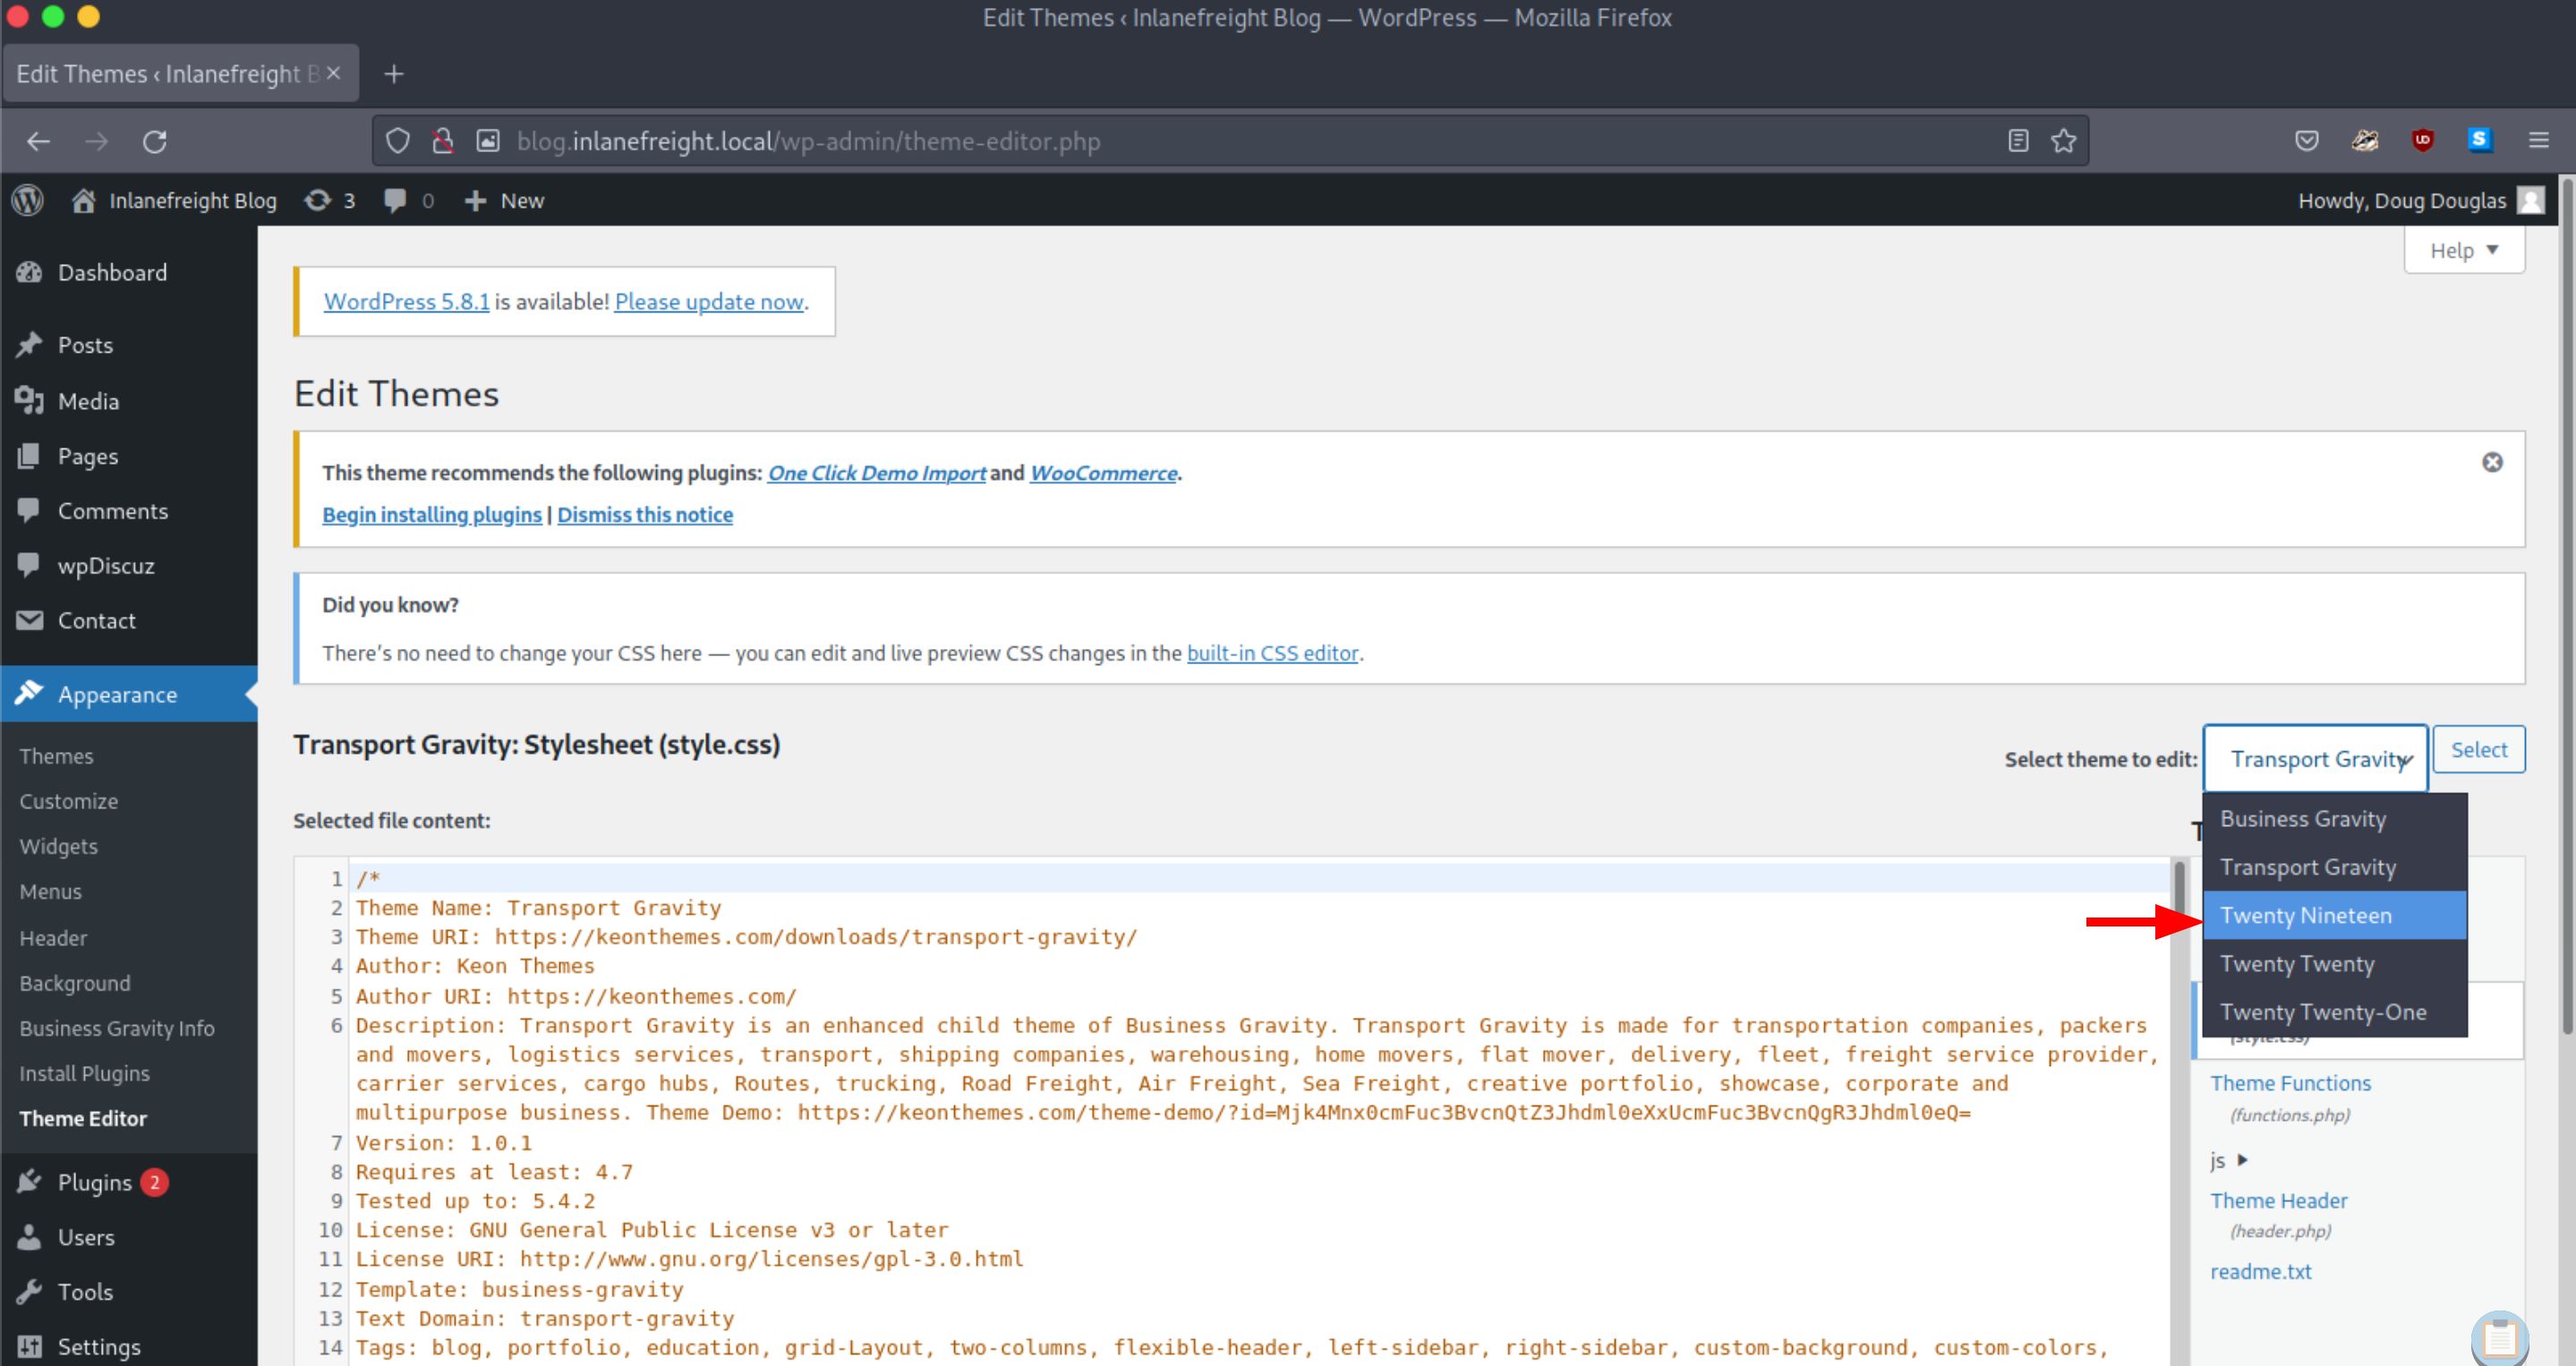 Edit Themes ‹ Inlanefreight Blog — WordPress — Mozilla Firefox
Edit Themes ‹ Inlanefreight B
blog.inlanefreight.local/wp-admin/theme-editor.php
Inlanefreight Blog 3 0 New
Howdy, Doug Douglas
Help
Dashboard
Posts
Media
Pages
Comments
wpDiscuz
Contact
Appearance
Themes
Customize
Widgets
Menus
Header
Background
Business Gravity Info
Install Plugins
Theme Editor
Plugins 2
Users
Tools
Settings
WordPress 5.8.1 is available! Please update now.
Edit Themes
This theme recommends the following plugins: One Click Demo Import and WooCommerce.
Begin installing plugins | Dismiss this notice
Did you know?
There's no need to change your CSS here — you can edit and live preview CSS changes in the built-in CSS editor.
Transport Gravity: Stylesheet (style.css)
Select theme to edit: Transport Gravity Select
Business Gravity
Transport Gravity
Twenty Nineteen
Twenty Twenty
Twenty Twenty-One
Selected file content:
1 /*
2 Theme Name: Transport Gravity
3 Theme URI: https://keonthemes.com/downloads/transport-gravity/
4 Author: Keon Themes
5 Author URI: https://keonthemes.com/
6 Description: Transport Gravity is an enhanced child theme of Business Gravity. Transport Gravity is made for transportation companies, packers
and movers, logistics services, transport, shipping companies, warehousing, home movers, flat mover, delivery, fleet, freight service provider,
carrier services, cargo hubs, Routes, trucking, Road Freight, Air Freight, Sea Freight, creative portfolio, showcase, corporate and
multipurpose business. Theme Demo: https://keonthemes.com/theme-demo/?id=Mjk4Mnx0cmFuc3BvcnQtZ3Jhdml0eXxUcmFuc3BvcnQgR3Jhdml0eQ=
7 Version: 1.0.1
8 Requires at least: 4.7
9 Tested up to: 5.4.2
10 License: GNU General Public License v3 or later
11 License URI: http://www.gnu.org/licenses/gpl-3.0.html
12 Template: business-gravity
13 Text Domain: transport-gravity
14 Tags: blog, portfolio, education, grid-Layout, two-columns, flexible-header, left-sidebar, right-sidebar, custom-background, custom-colors,
(style.css)
Theme Functions
(functions.php)
js
Theme Header
(header.php)
readme.txt